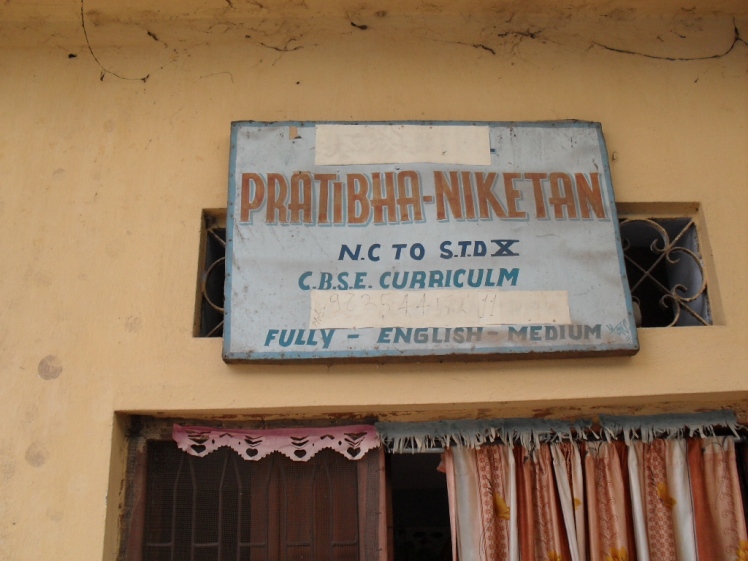 PRATIBHA-NIKETAN
N.C TO S.T.D X
C.B.S.E. CURRICULM
FULLY - ENGLISH - MEDIUM